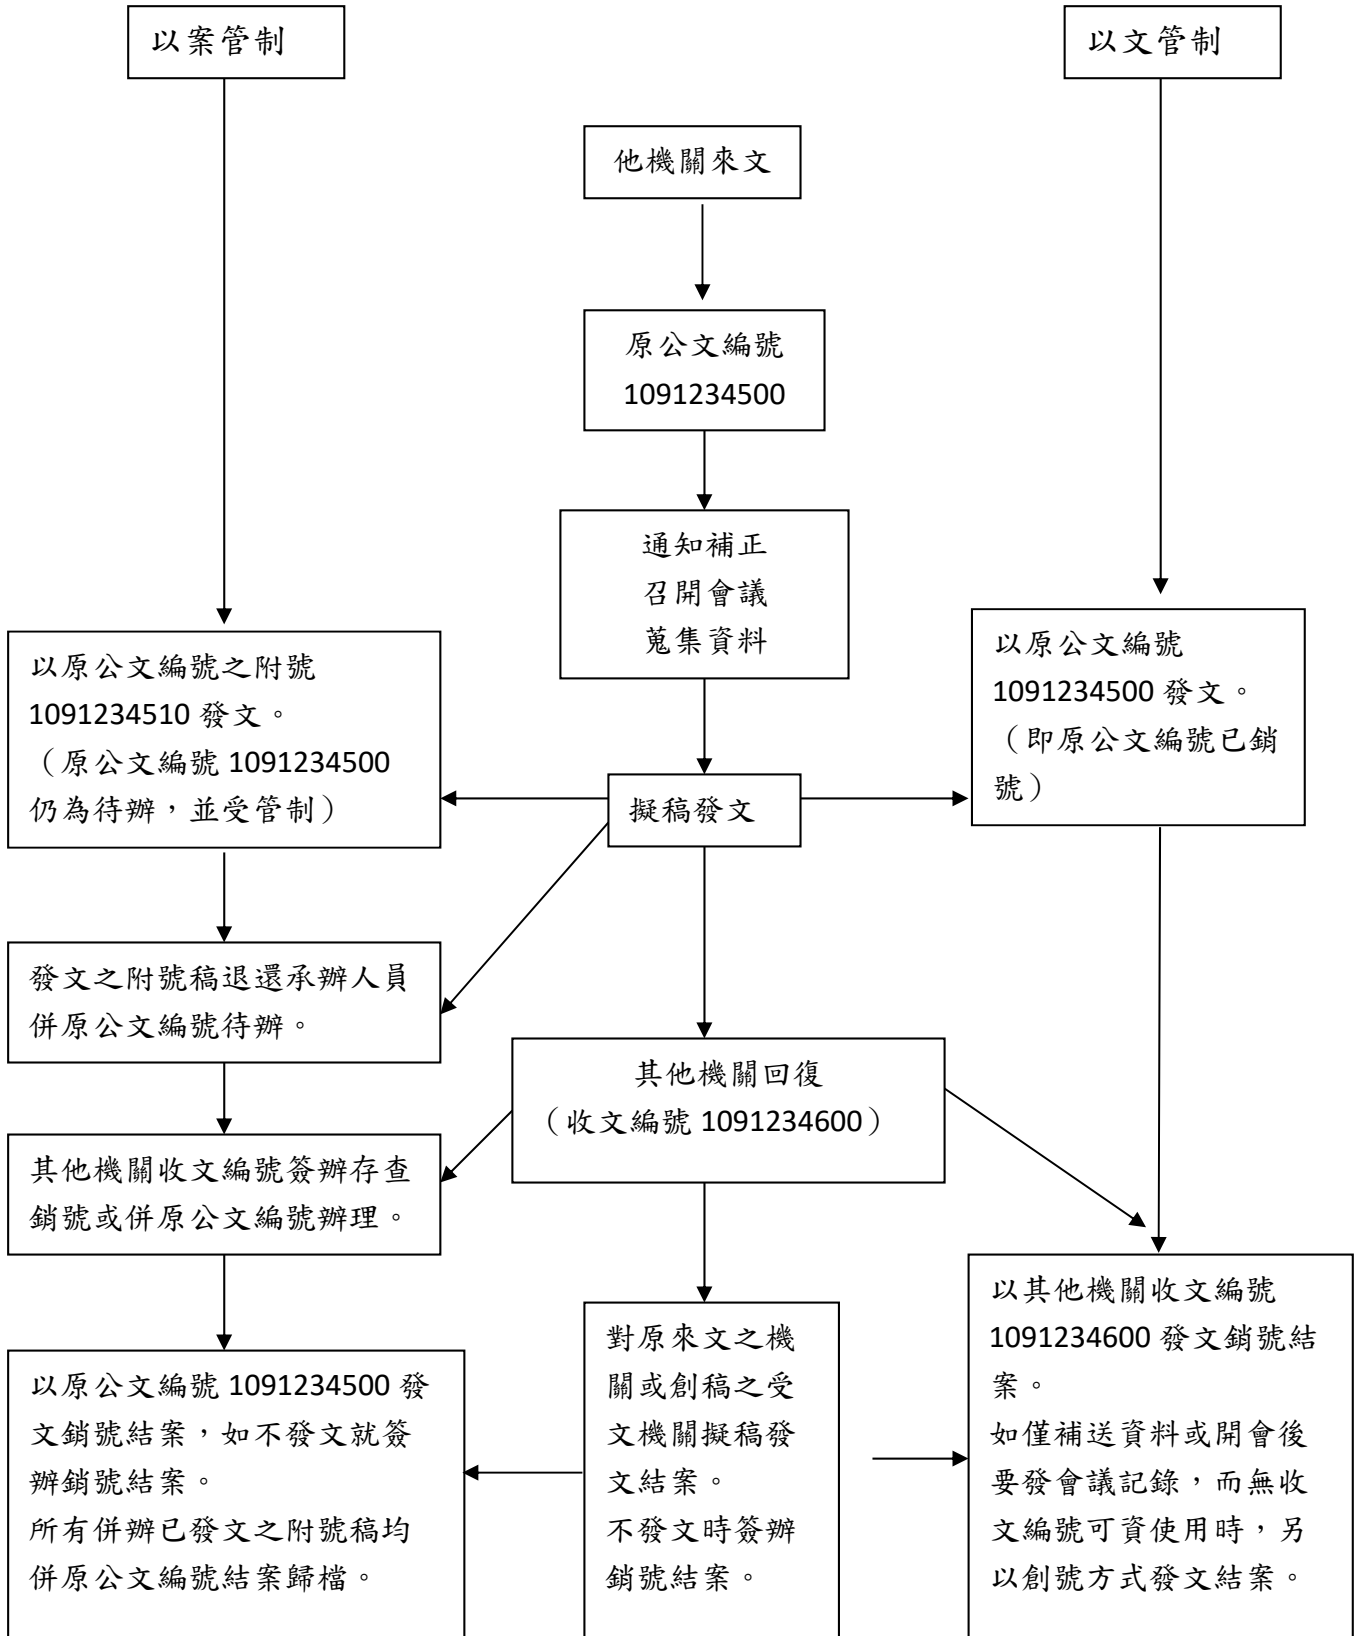 以案管制
以文管制
他機關來文
原公文編號
1091234500
通知補正
召開會議
蒐集資料
以原公文編號之附號
1091234510 發文。
（原公文編號 1091234500
仍為待辦，並受管制）
擬稿發文
以原公文編號
1091234500 發文。
（即原公文編號已銷
號）
發文之附號稿退還承辦人員
併原公文編號待辦。
其他機關回復
（收文編號 1091234600）
其他機關收文編號簽辦存查
銷號或併原公文編號辦理。
以原公文編號 1091234500 發
文銷號結案，如不發文就簽
辦銷號結案。
所有併辦已發文之附號稿均
併原公文編號結案歸檔。
對原來文之機
關或創稿之受
文機關擬稿發
文結案。
不發文時簽辦
銷號結案。
以其他機關收文編號
1091234600 發文銷號結
案。
如僅補送資料或開會後
要發會議記錄，而無收
文編號可資使用時，另
以創號方式發文結案。